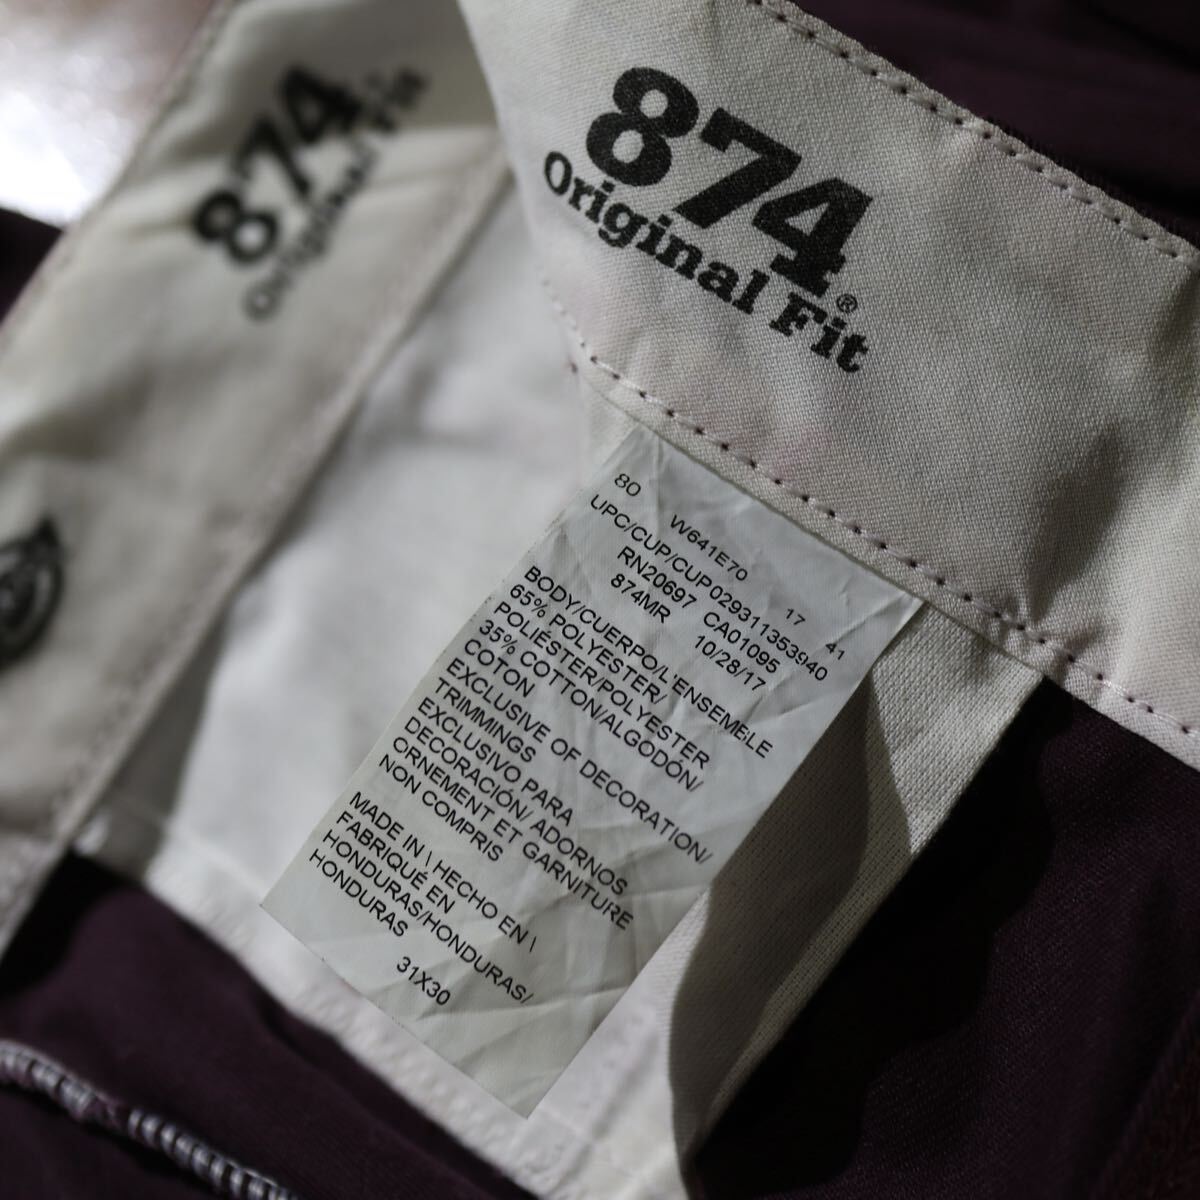 874
Original Fit
874®
Original Fit
80 W641E70 17 41
UPC/CUP/CUP029311353940
RN20697 CA01095
874MR 10/28/17
BODY/CUERPO/L'ENSEMBLE
65% POLYESTER/
POLIÉSTER/POLYESTER
35% COTTON/ALGODÓN/
COTON
EXCLUSIVE OF DECORATION/
TRIMMINGS
EXCLUSIVO PARA
DECORACIÓN/ ADORNOS
ORNEMENT ET GARNITURE
NON COMPRIS
MADE IN \ HECHO EN \
FABRIQUÉ EN
HONDURAS/HONDURAS/
HONDURAS
31X30